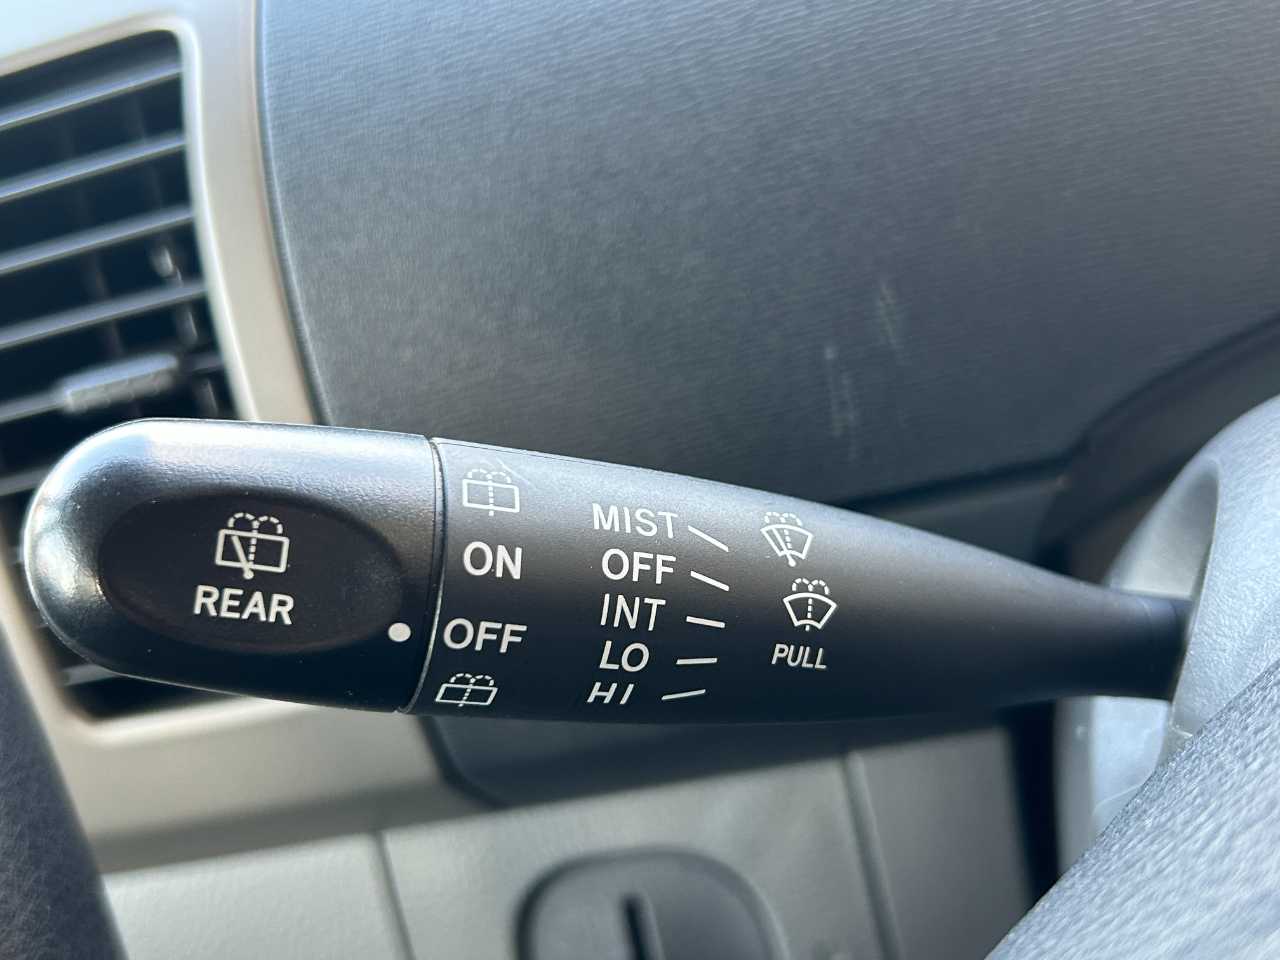 REAR
ON
OFF
MIST
OFF
INT
LO
HI
PULL